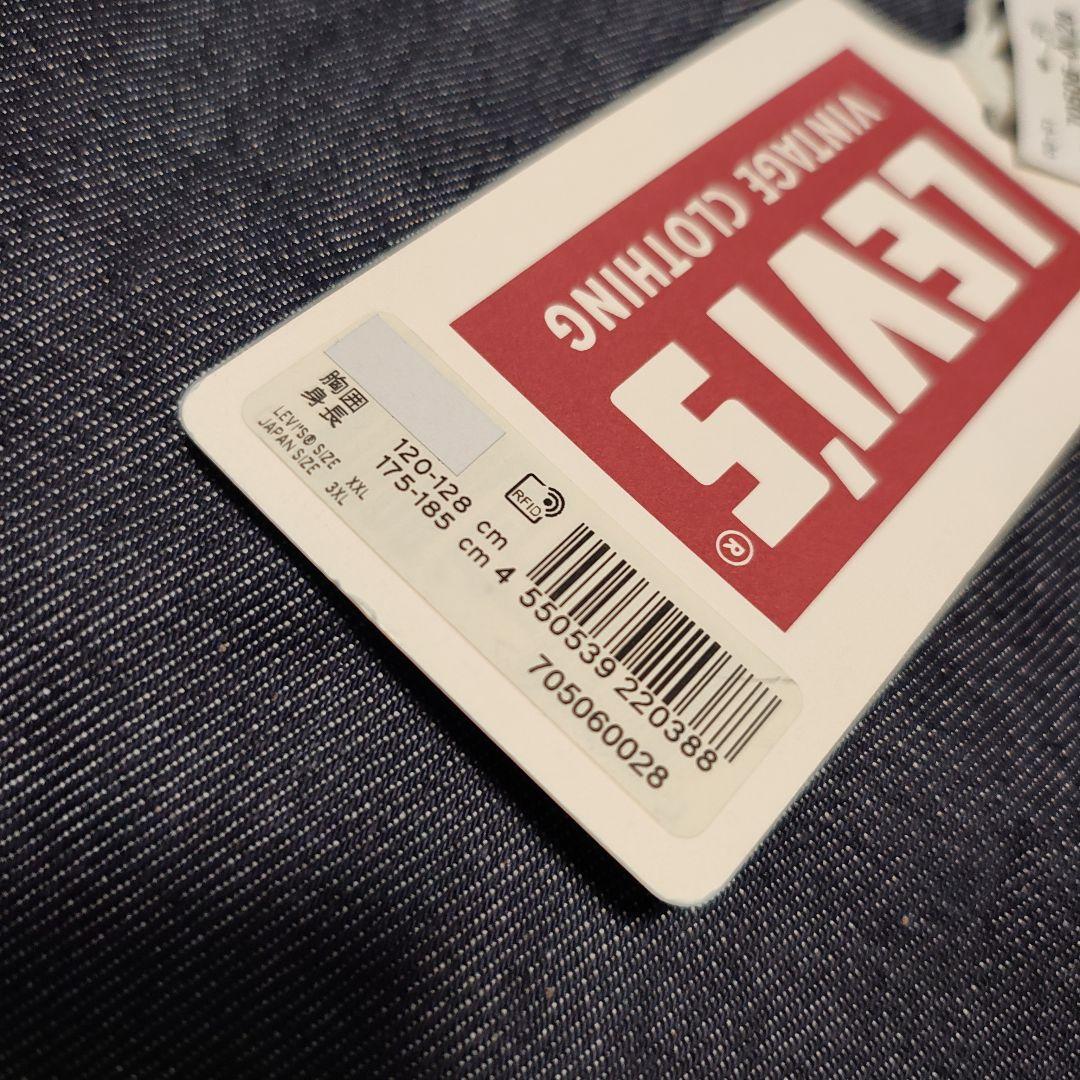 LEVI'S®
VINTAGE CLOTHING
胸囲 120-128 cm
身長 175-185 cm
LEVI'S® SIZE XXL
JAPAN SIZE 3XL
RFID
4 550539 220388
705060028